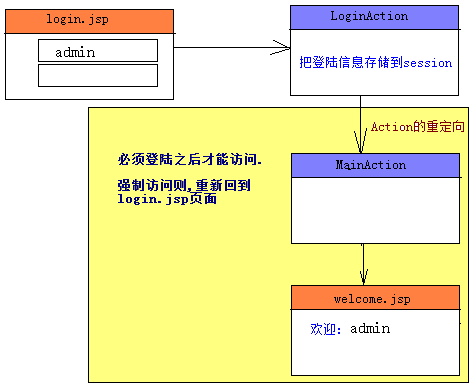 login.jsp
admin
LoginAction
把登陆信息存储到session
Action的重定向
必须登陆之后才能访问.
强制访问则,重新回到
login.jsp页面
MainAction
welcome.jsp
欢迎: admin